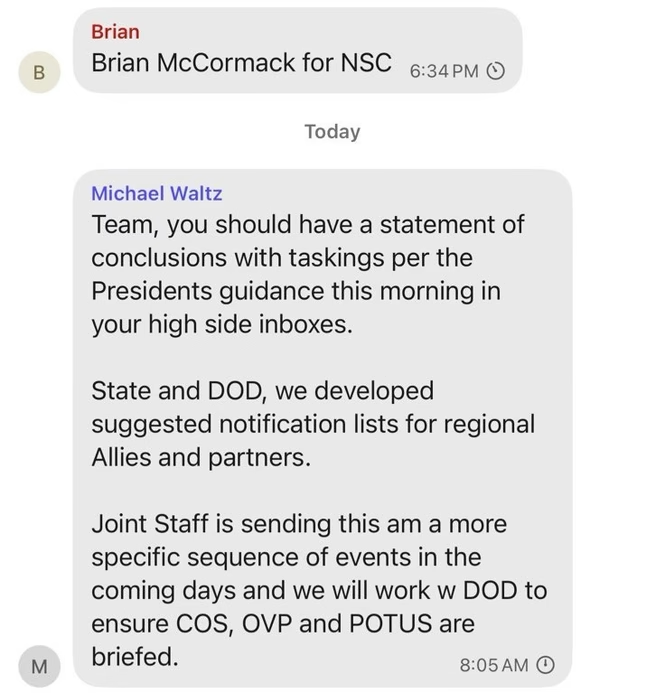 Brian
B
Brian McCormack for NSC 6:34 PM
Today
Michael Waltz
Team, you should have a statement of
conclusions with taskings per the
Presidents guidance this morning in
your high side inboxes.
State and DOD, we developed
suggested notification lists for regional
Allies and partners.
Joint Staff is sending this am a more
specific sequence of events in the
coming days and we will work w DOD to
ensure COS, OVP and POTUS are
briefed.
M
8:05 AM